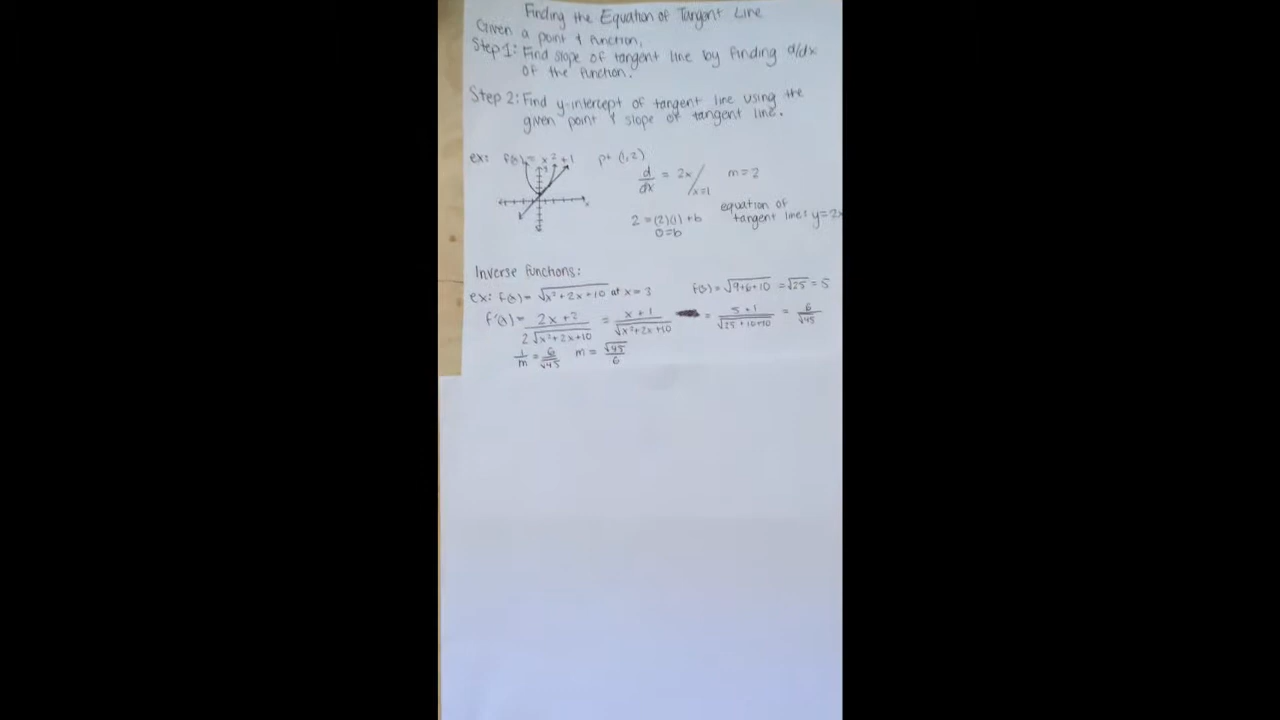 Finding the Equation of Tangent Line
Given a point & function,
Step 1: Find slope of tangent line by finding d/dx
of the function.
Step 2: Find y-intercept of tangent line using the
given point & slope of tangent line.
ex: f(x) = x² + 1 pt (1,2)
d/dx = 2x /x=1 m = 2
2 = (2)(1) + b
0 = b
equation of
tangent line: y=2x
Inverse functions:
ex: f(x) = √(x²+2x+10) at x = 3 f(3) = √(9+6+10) = √25 = 5
f'(x) = (2x+2)/(2√(x²+2x+10)) = (x+1)/√(x²+2x+10) = (5+1)/√(25+10+10) = 6/√45
1/m = 6/√45 m = √45/6